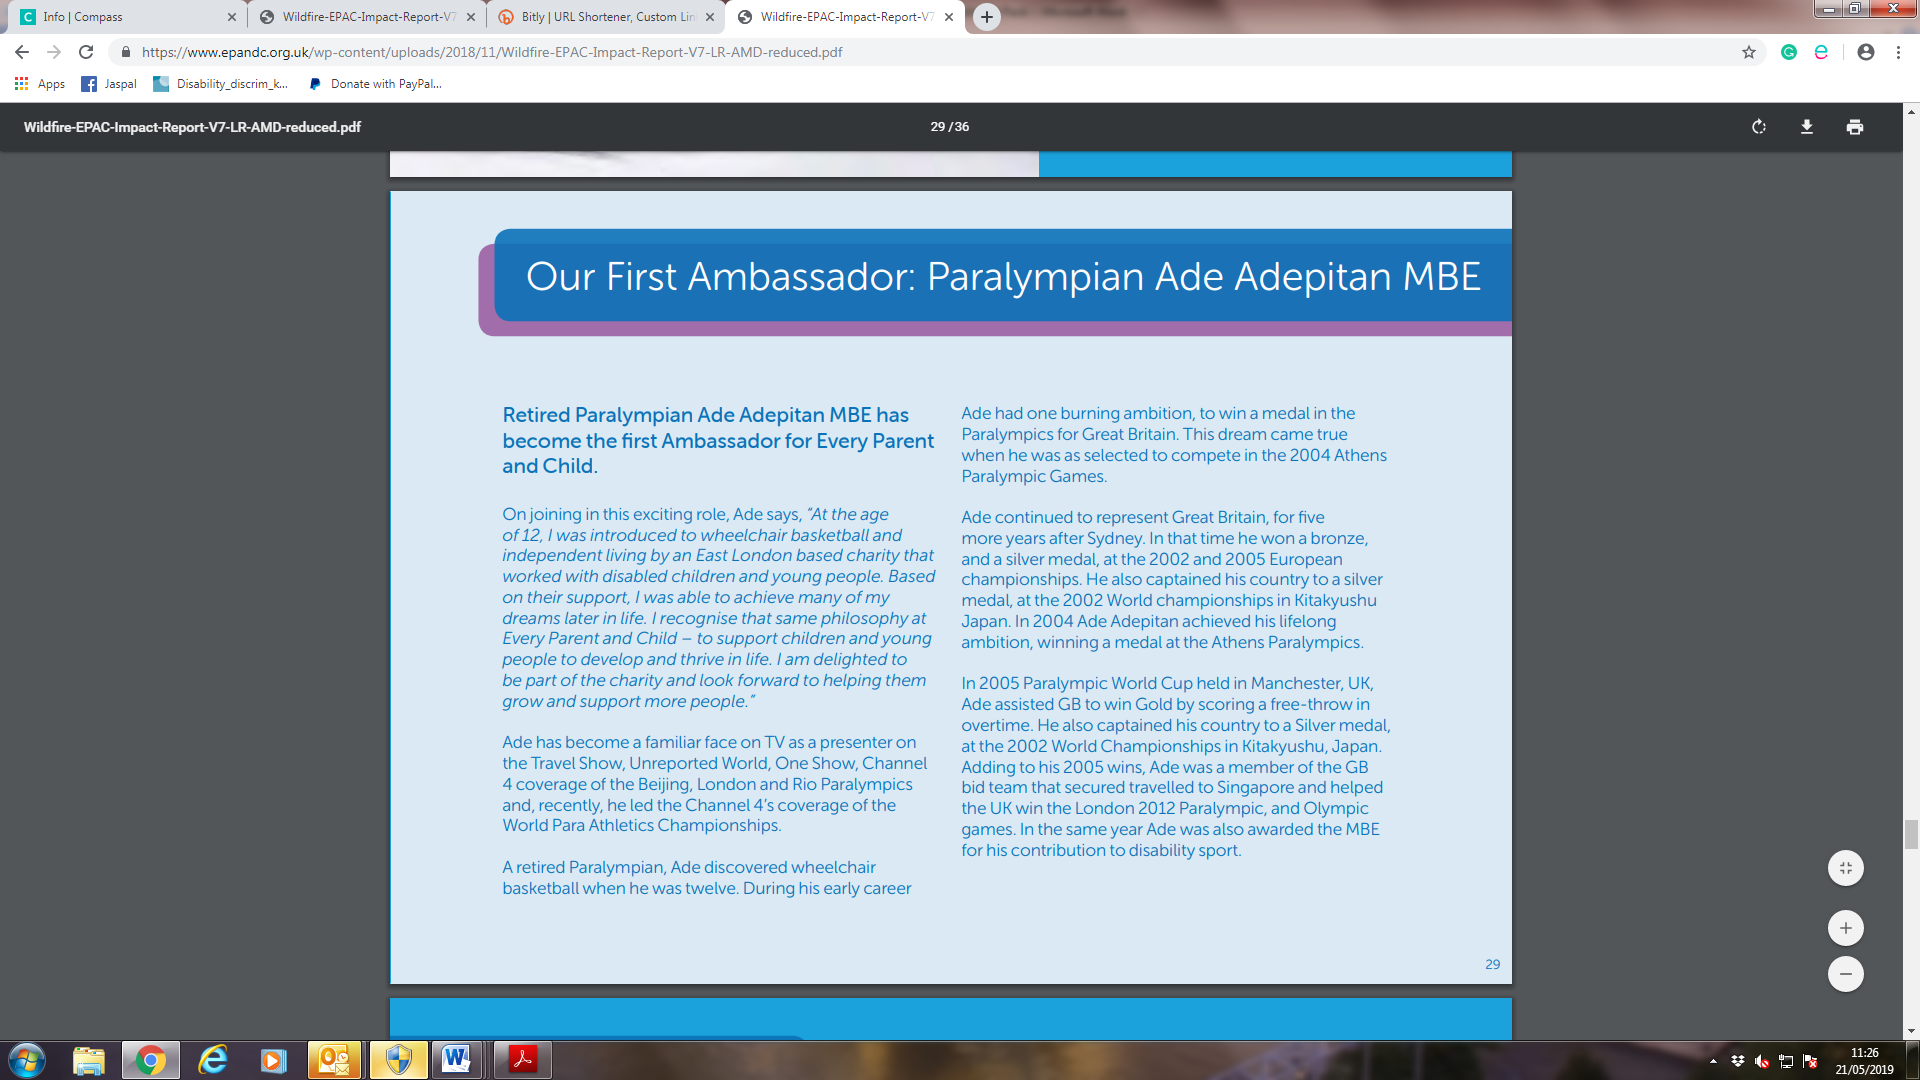 Info | Compass
Wildfire-EPAC-Impact-Report-V7
Bitly | URL Shortener, Custom Lin
Wildfire-EPAC-Impact-Report-V7
https://www.epandc.org.uk/wp-content/uploads/2018/11/Wildfire-EPAC-Impact-Report-V7-LR-AMD-reduced.pdf
Apps
Jaspal
Disability_discrim_k...
Donate with PayPal...
Wildfire-EPAC-Impact-Report-V7-LR-AMD-reduced.pdf
29 / 36
Our First Ambassador: Paralympian Ade Adepitan MBE
Retired Paralympian Ade Adepitan MBE has
become the first Ambassador for Every Parent
and Child.
On joining in this exciting role, Ade says, “At the age
of 12, I was introduced to wheelchair basketball and
independent living by an East London based charity that
worked with disabled children and young people. Based
on their support, I was able to achieve many of my
dreams later in life. I recognise that same philosophy at
Every Parent and Child – to support children and young
people to develop and thrive in life. I am delighted to
be part of the charity and look forward to helping them
grow and support more people.”
Ade has become a familiar face on TV as a presenter on
the Travel Show, Unreported World, One Show, Channel
4 coverage of the Beijing, London and Rio Paralympics
and, recently, he led the Channel 4’s coverage of the
World Para Athletics Championships.
A retired Paralympian, Ade discovered wheelchair
basketball when he was twelve. During his early career
Ade had one burning ambition, to win a medal in the
Paralympics for Great Britain. This dream came true
when he was as selected to compete in the 2004 Athens
Paralympic Games.
Ade continued to represent Great Britain, for five
more years after Sydney. In that time he won a bronze,
and a silver medal, at the 2002 and 2005 European
championships. He also captained his country to a silver
medal, at the 2002 World championships in Kitakyushu
Japan. In 2004 Ade Adepitan achieved his lifelong
ambition, winning a medal at the Athens Paralympics.
In 2005 Paralympic World Cup held in Manchester, UK,
Ade assisted GB to win Gold by scoring a free-throw in
overtime. He also captained his country to a Silver medal,
at the 2002 World Championships in Kitakyushu, Japan.
Adding to his 2005 wins, Ade was a member of the GB
bid team that secured travelled to Singapore and helped
the UK win the London 2012 Paralympic, and Olympic
games. In the same year Ade was also awarded the MBE
for his contribution to disability sport.
29
11:26
21/05/2019